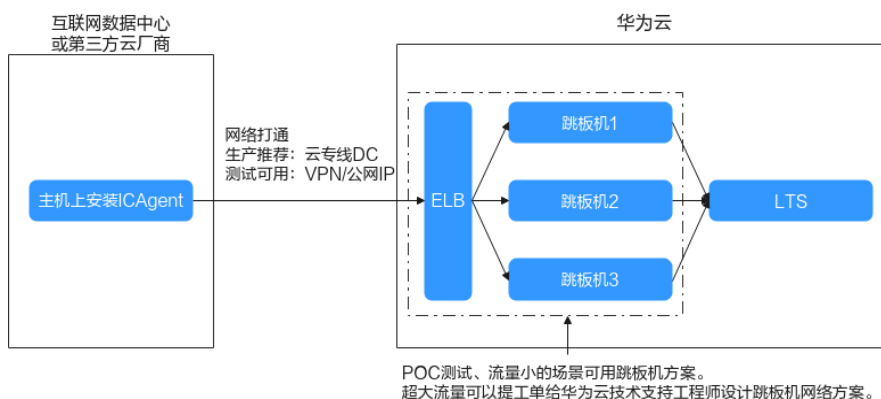 互联网数据中心
或第三方云厂商
华为云
网络打通
生产推荐：云专线DC
测试可用：VPN/公网IP
主机上安装ICAgent
ELB
跳板机1
跳板机2
跳板机3
LTS
POC测试、流量小的场景可用跳板机方案。
超大流量可以提工单给华为云技术支持工程师设计跳板机网络方案。